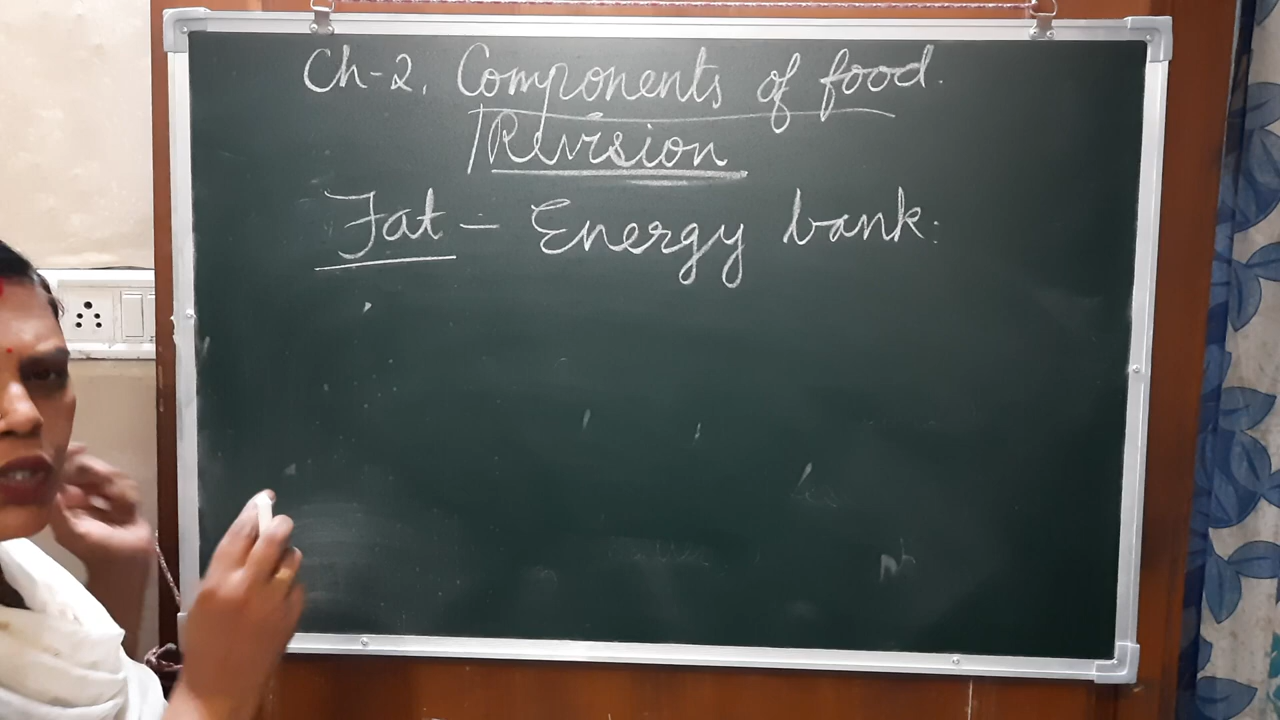 Ch-2. Components of food.
Revision
Fat - Energy bank.